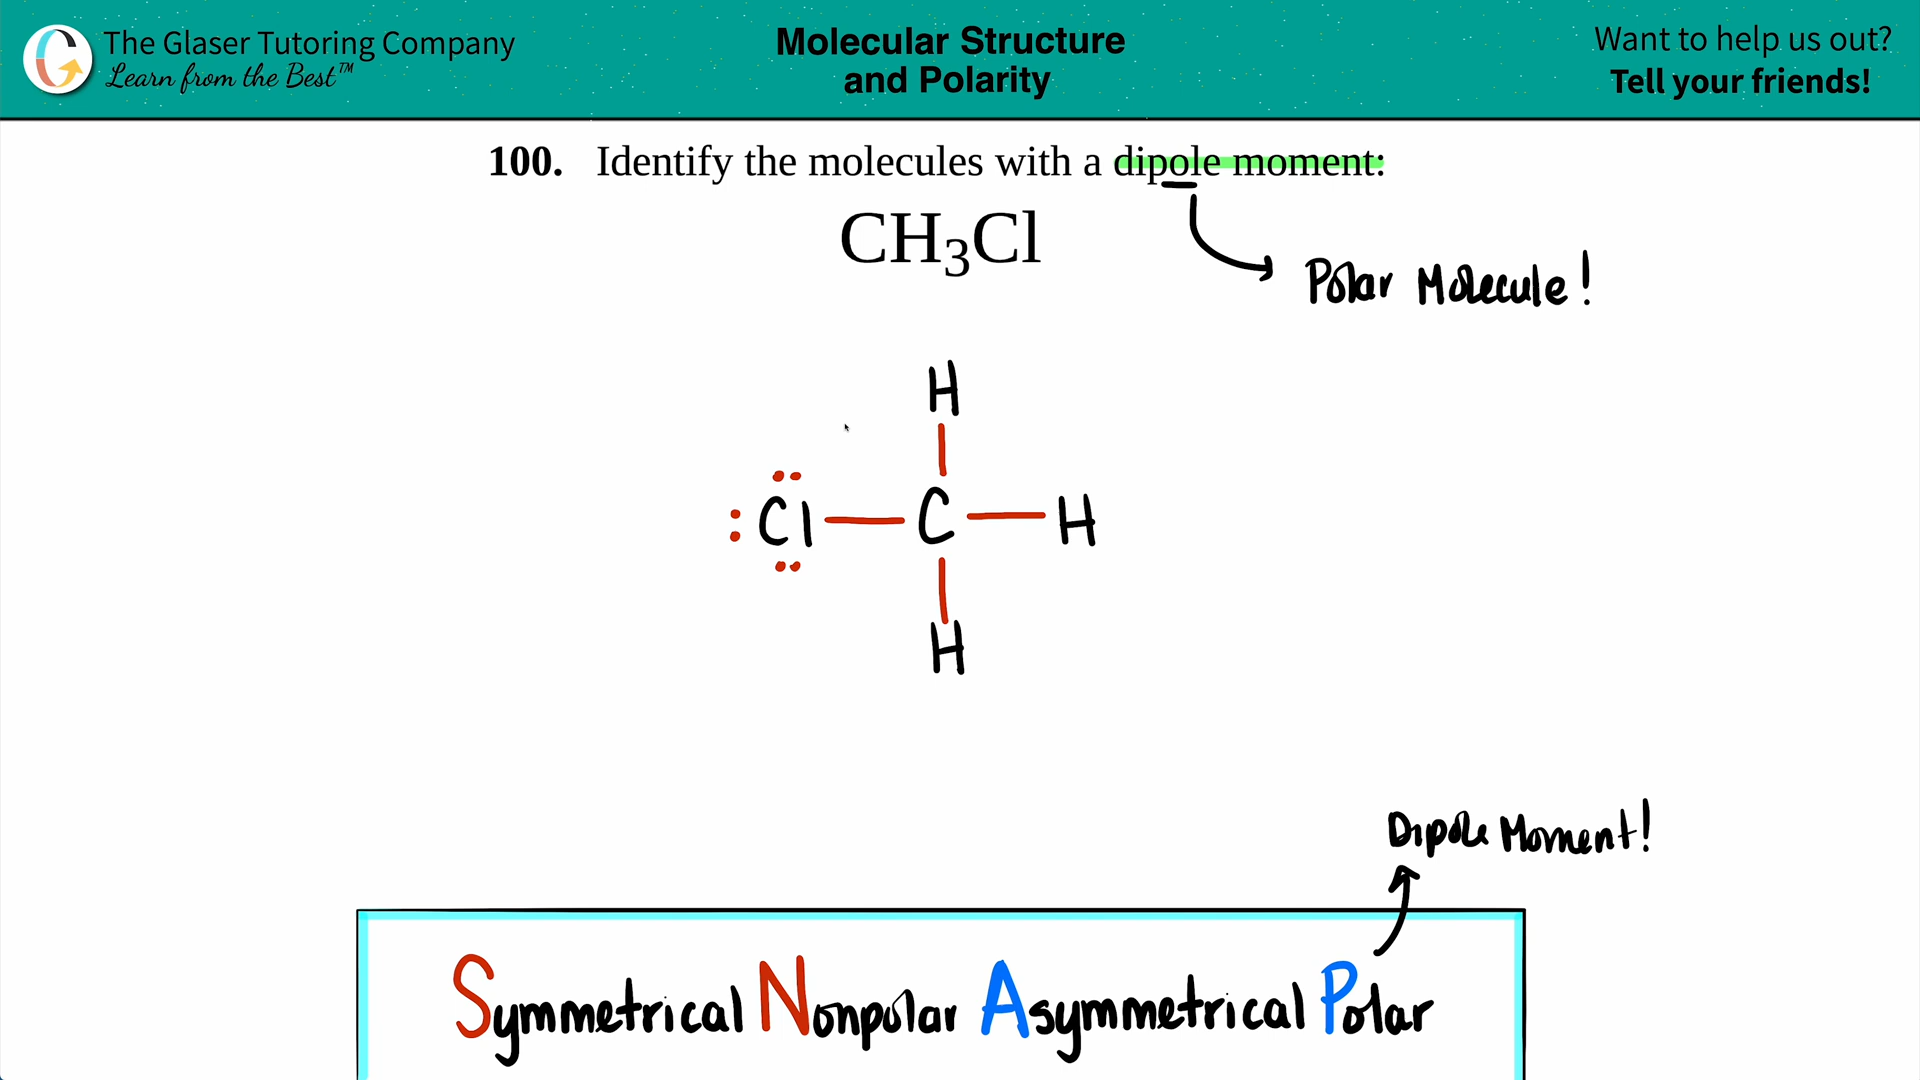 The Glaser Tutoring Company
Learn from the Best™
Molecular Structure
and Polarity
Want to help us out?
Tell your friends!
100. Identify the molecules with a dipole moment:
CH₃Cl
Polar Molecule!
H
Cl C H
H
Dipole Moment!
Symmetrical Nonpolar Asymmetrical Polar